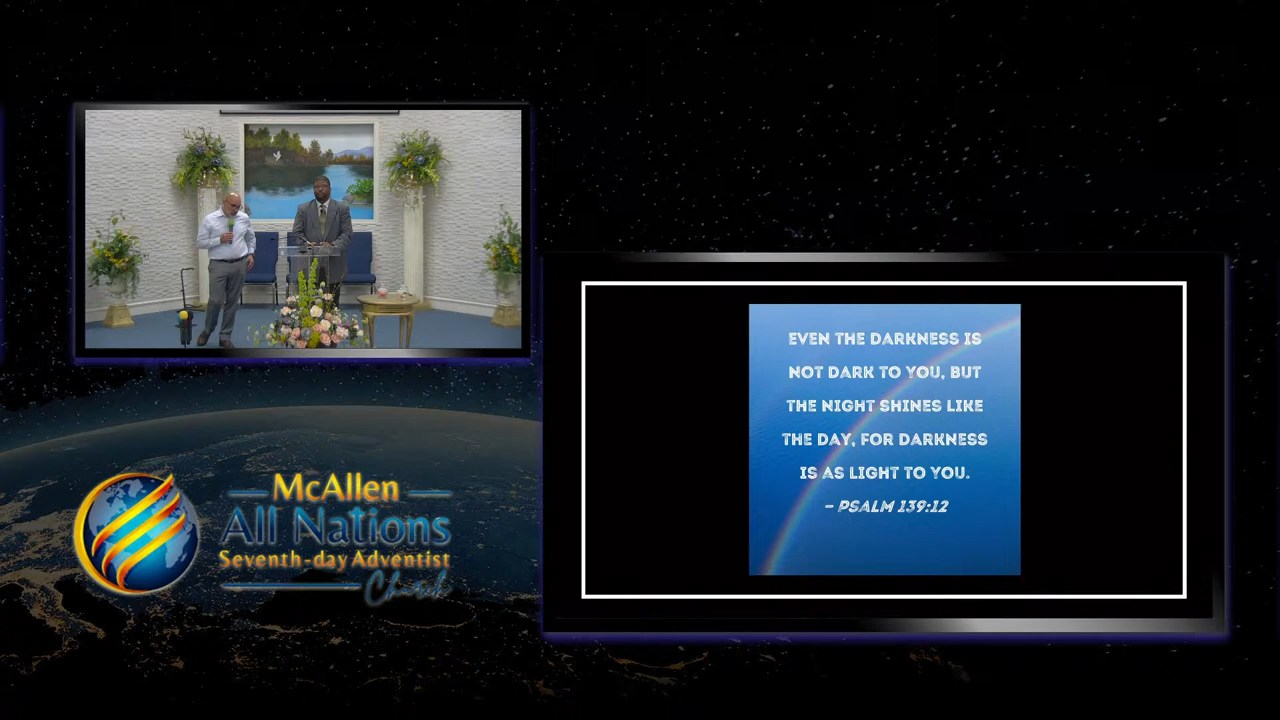 McAllen
All Nations
Seventh-day Adventist
Church
EVEN THE DARKNESS IS
NOT DARK TO YOU, BUT
THE NIGHT SHINES LIKE
THE DAY, FOR DARKNESS
IS AS LIGHT TO YOU.
– PSALM 139:12